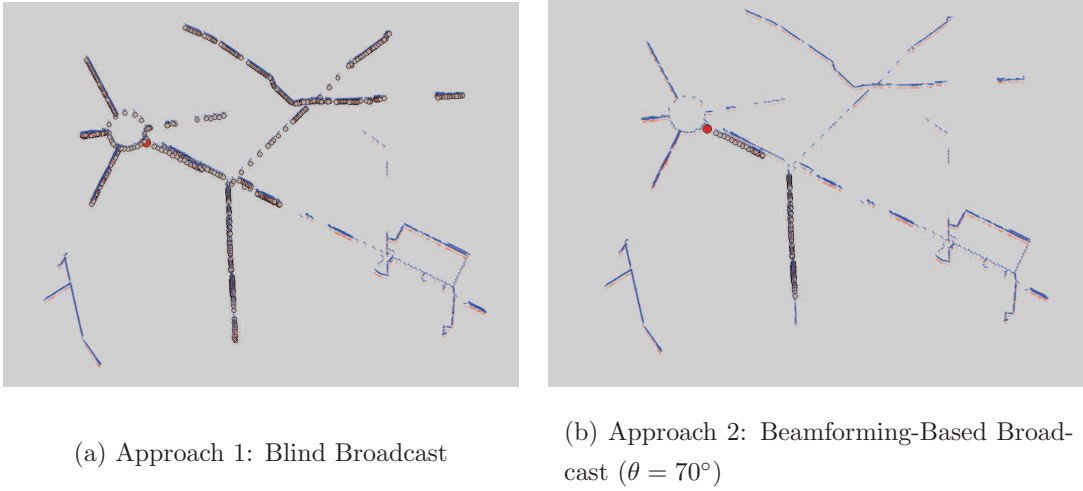 (a) Approach 1: Blind Broadcast
(b) Approach 2: Beamforming-Based Broad-
cast (θ = 70°)